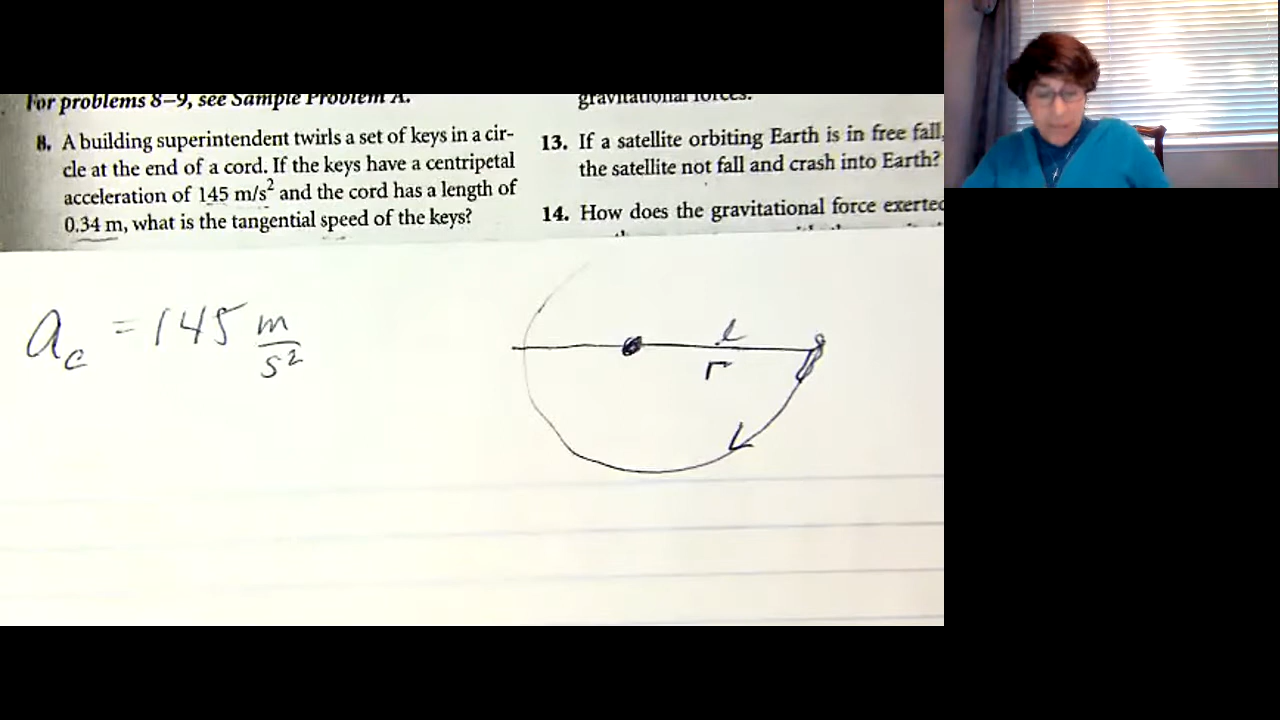 For problems 8–9, see Sample Problem A.
8. A building superintendent twirls a set of keys in a cir-
cle at the end of a cord. If the keys have a centripetal
acceleration of 145 m/s² and the cord has a length of
0.34 m, what is the tangential speed of the keys?
gravitational forces.
13. If a satellite orbiting Earth is in free fall,
the satellite not fall and crash into Earth?
14. How does the gravitational force exerted
a_c = 145 m/s²
l
r